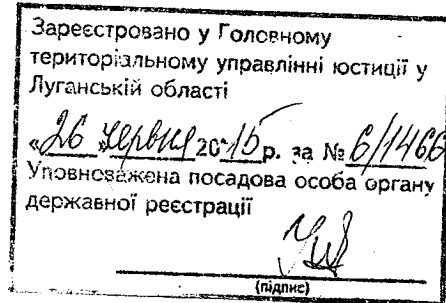 Зареєстровано у Головному
територіальному управлінні юстиції у
Луганській області
«26 червня 2015 р. за № 6/1466
Уповноважена посадова особа органу
державної реєстрації
(підпис)